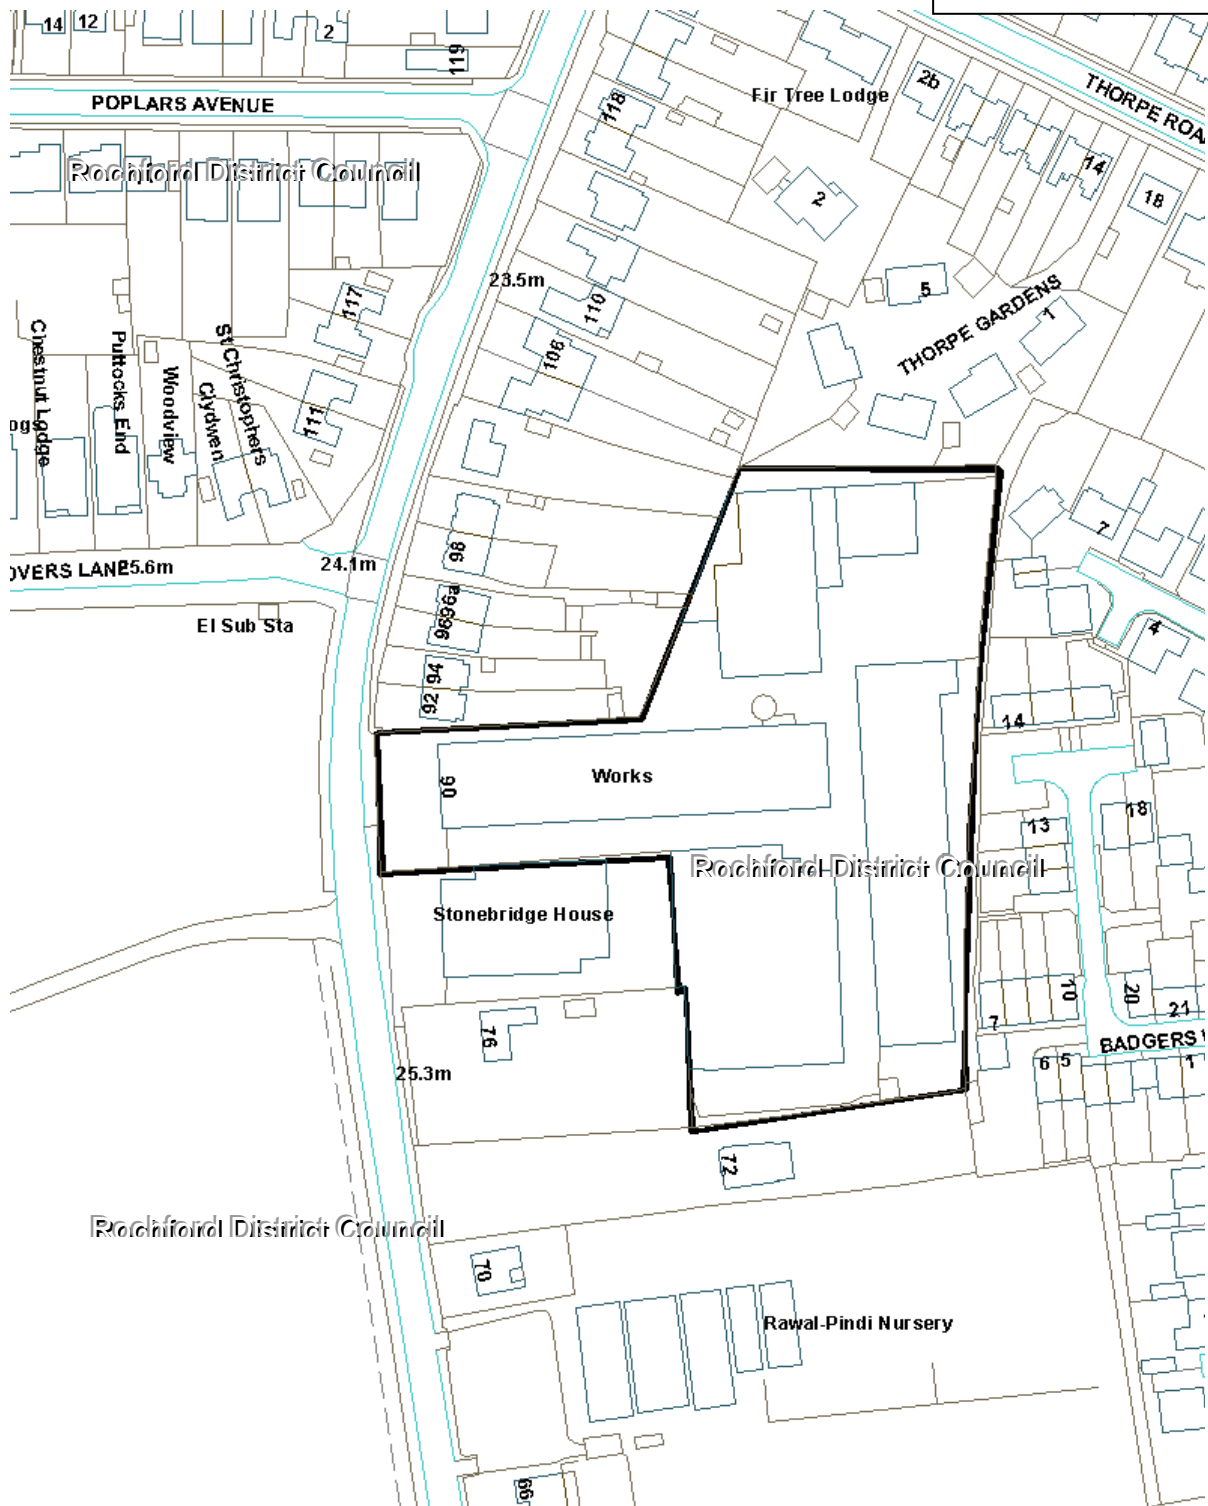 14
12
2
119
POPLARS AVENUE
Rochford District Council
118
Fir Tree Lodge
2b
THORPE ROA
14
18
2
5
THORPE GARDENS
1
23.5m
117
110
106
111
Chestnut Lodge
Puttocks End
Woodview
Clydwen
St Christophers
ogs
OVERS LANE
25.6m
24.1m
El Sub Sta
98
96
96a
94
92
7
4
14
90
Works
13
18
Rochford District Council
Stonebridge House
76
25.3m
10
20
21
7
6
5
BADGERS
1
72
Rochford District Council
70
Rawal-Pindi Nursery
66